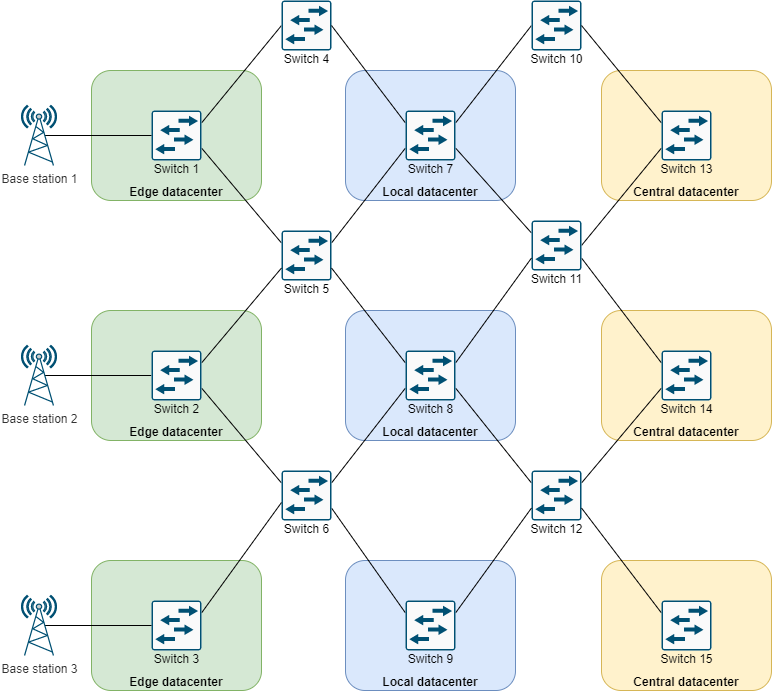 Switch 4
Switch 10
Base station 1
Switch 1
Edge datacenter
Switch 7
Local datacenter
Switch 13
Central datacenter
Switch 5
Switch 11
Base station 2
Switch 2
Edge datacenter
Switch 8
Local datacenter
Switch 14
Central datacenter
Switch 6
Switch 12
Base station 3
Switch 3
Edge datacenter
Switch 9
Local datacenter
Switch 15
Central datacenter